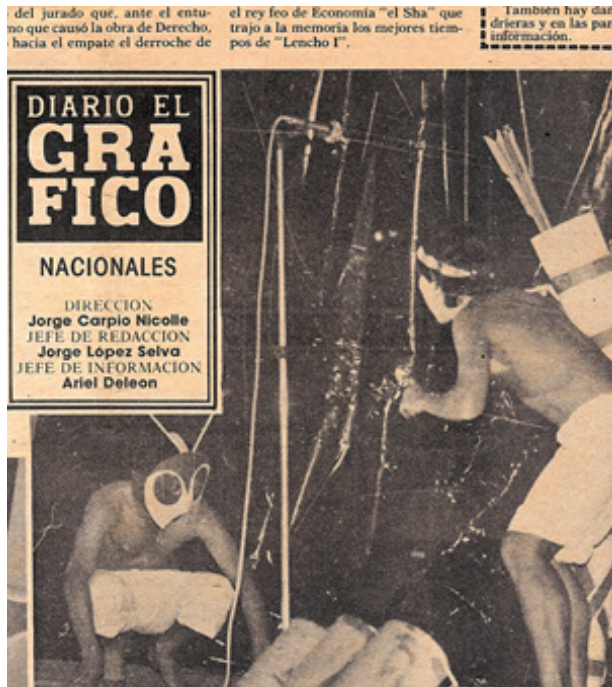 del jurado que, ante el entu-
mo que causó la obra de Derecho,
hacia el empate el derroche de
el rey feo de Economía "el Sha" que
trajo a la memoria los mejores tiem-
pos de "Lencho I".
También hay dan
drieras y en las par
información.
DIARIO EL
GRA
FICO
NACIONALES
DIRECCION
Jorge Carpio Nicolle
JEFE DE REDACCION
Jorge López Selva
JEFE DE INFORMACION
Ariel Deleon